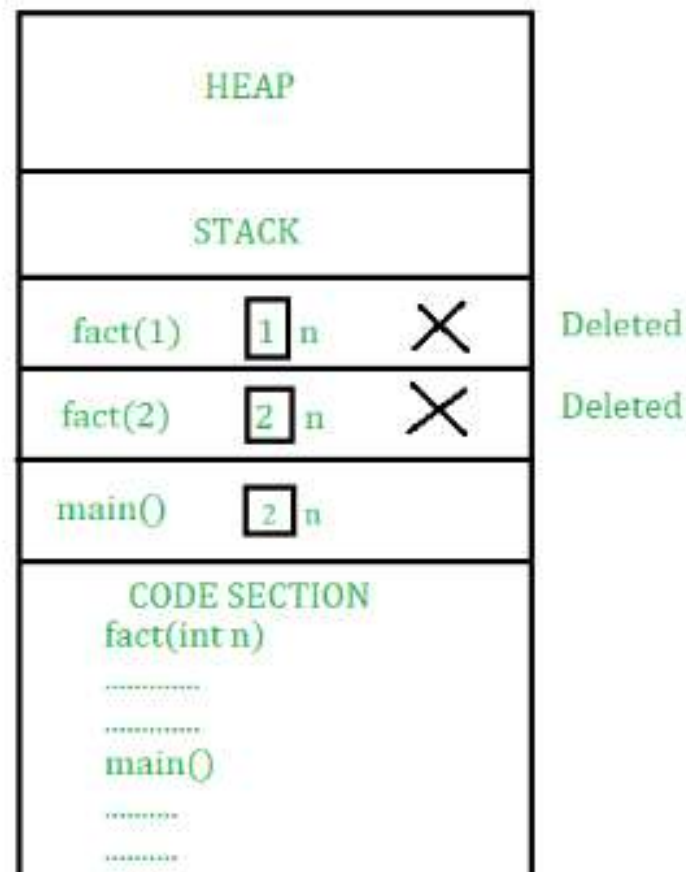 HEAP
STACK
fact(1) 1 n Deleted
fact(2) 2 n Deleted
main() 2 n
CODE SECTION
fact(int n)
.............
.............
main()
..........
..........